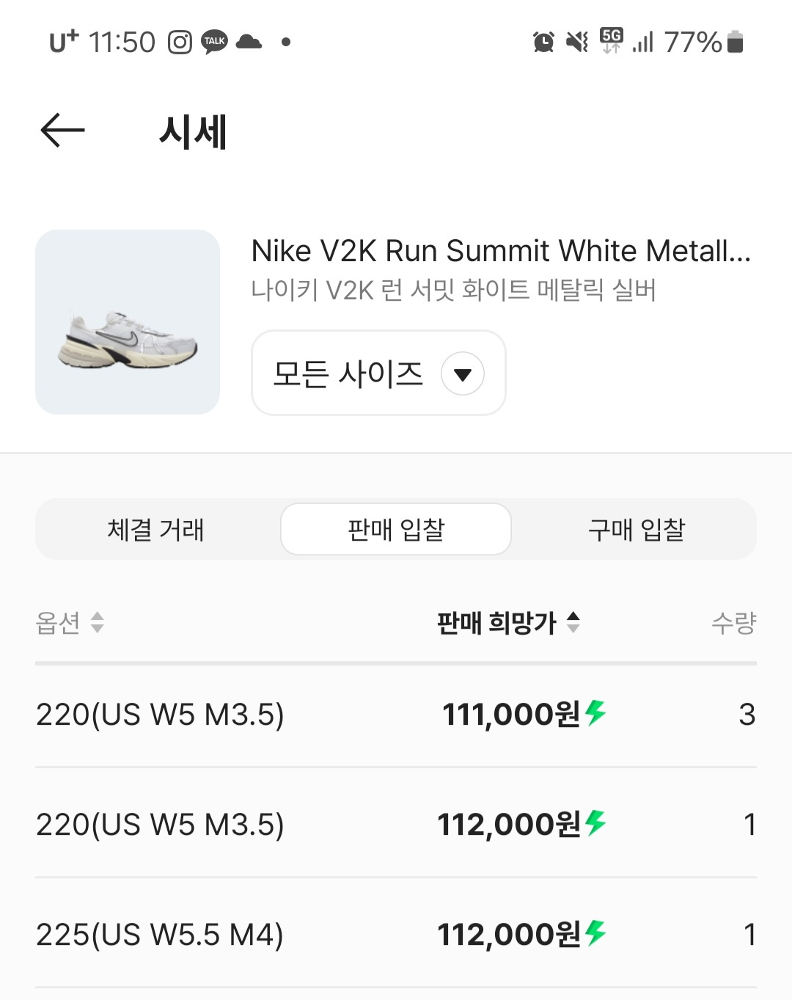 U+ 11:50 TALK 5G 77%
시세
Nike V2K Run Summit White Metall...
나이키 V2K 런 서밋 화이트 메탈릭 실버
모든 사이즈
체결 거래 판매 입찰 구매 입찰
옵션 판매 희망가 수량
220(US W5 M3.5) 111,000원 3
220(US W5 M3.5) 112,000원 1
225(US W5.5 M4) 112,000원 1